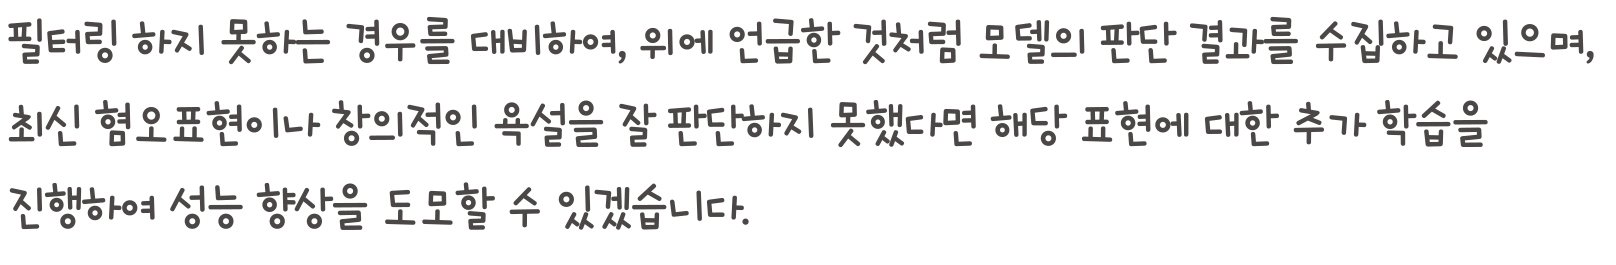 필터링 하지 못하는 경우를 대비하여, 위에 언급한 것처럼 모델의 판단 결과를 수집하고 있으며,
최신 혐오표현이나 창의적인 욕설을 잘 판단하지 못했다면 해당 표현에 대한 추가 학습을
진행하여 성능 향상을 도모할 수 있겠습니다.